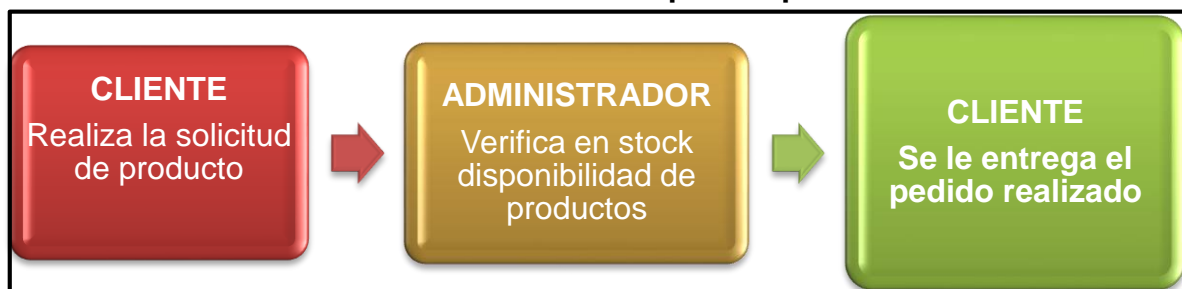 CLIENTE
Realiza la solicitud
de producto
ADMINISTRADOR
Verifica en stock
disponibilidad de
productos
CLIENTE
Se le entrega el
pedido realizado